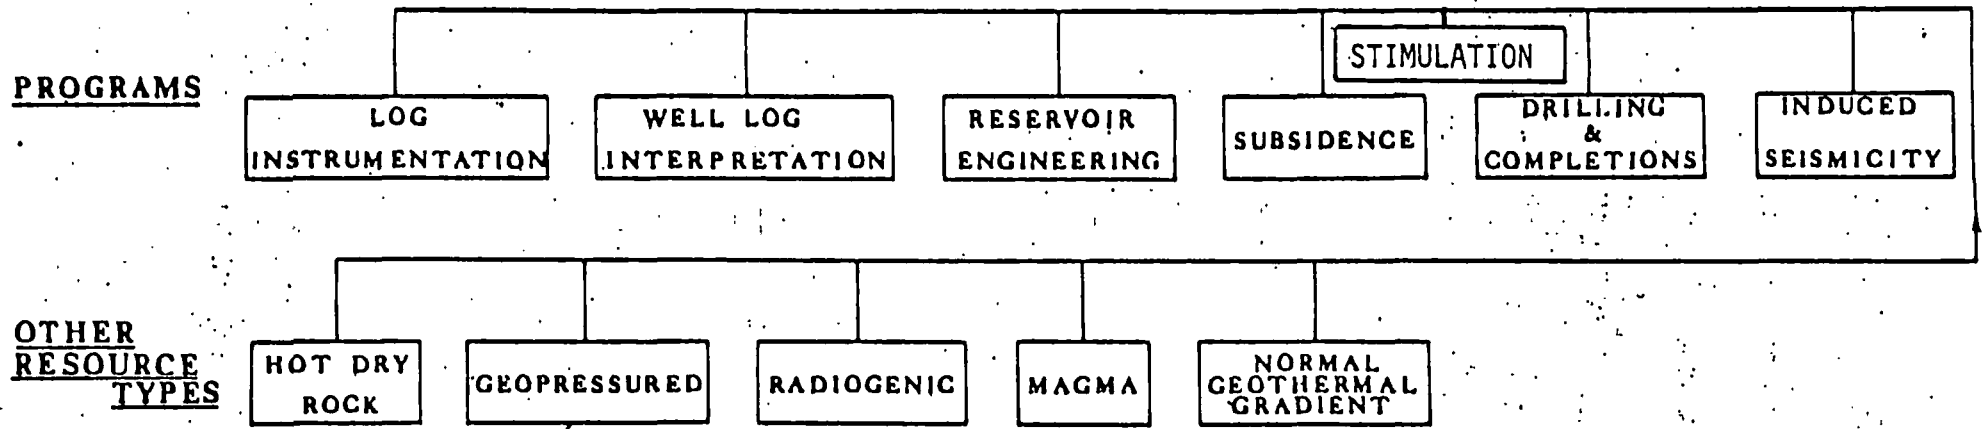 STIMULATION
PROGRAMS
LOG
INSTRUMENTATION
WELL LOG
INTERPRETATION
RESERVOIR
ENGINEERING
SUBSIDENCE
DRILLING
&
COMPLETIONS
INDUCED
SEISMICITY
OTHER
RESOURCE
TYPES
HOT DRY
ROCK
GEOPRESSURED
RADIOGENIC
MAGMA
NORMAL
GEOTHERMAL
GRADIENT